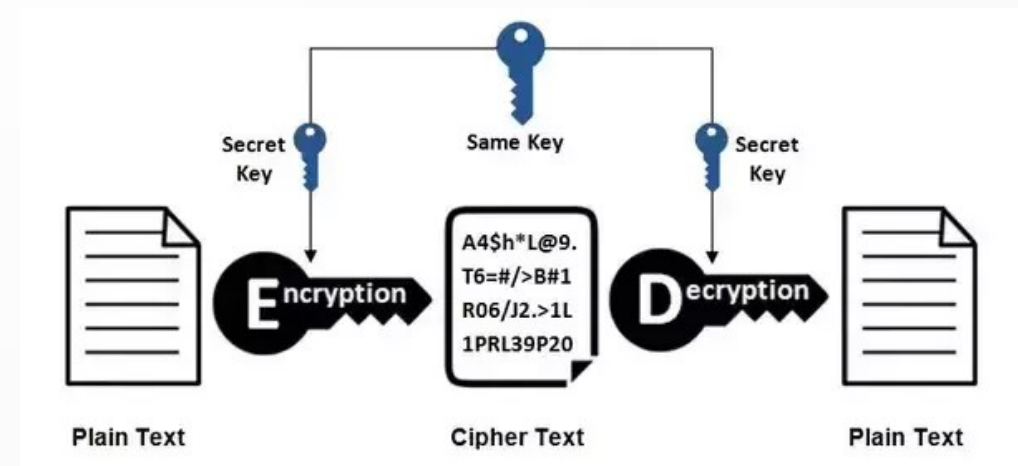 Same Key
Secret
Key
Secret
Key
Encryption
A4$h*L@9.
T6=#/>B#1
R06/J2.>1L
1PRL39P20
Decryption
Plain Text
Cipher Text
Plain Text